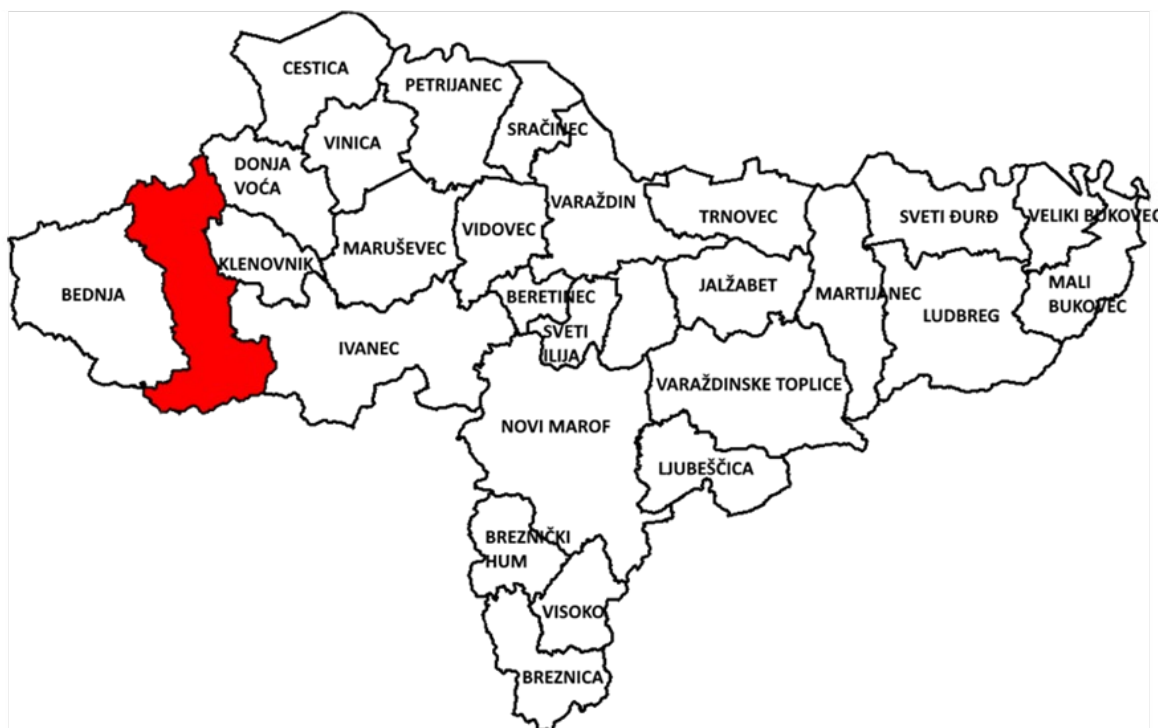 CESTICA
PETRIJANEC
SRAČINEC
VINICA
DONJA
VOĆA
VARAŽDIN
TRNOVEC
SVETI ĐURĐ
VELIKI BUKOVEC
VIDOVEC
MARUŠEVEC
KLENOVNIK
BEDNJA
BERETINEC
JALŽABET
MARTIJANEC
MALI
BUKOVEC
LUDBREG
SVETI
ILIJA
IVANEC
VARAŽDINSKE TOPLICE
NOVI MAROF
LJUBEŠČICA
BREZNIČKI
HUM
VISOKO
BREZNICA